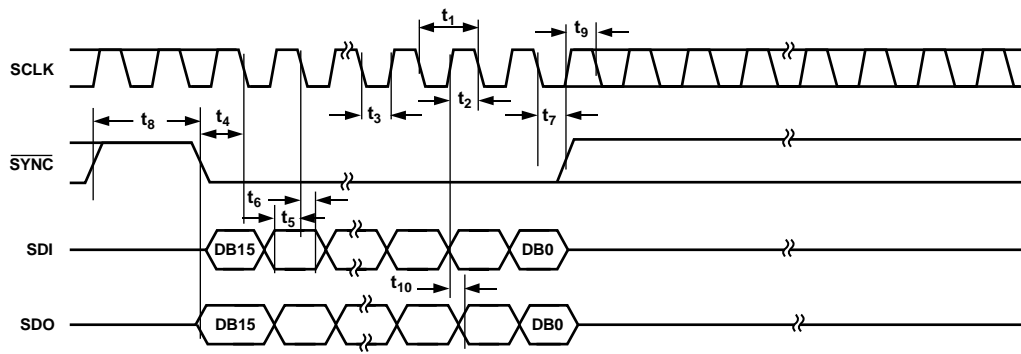 t1
t9
SCLK
t2
t3
t7
t8
t4
SYNC
t6
t5
SDI
DB15
DB0
t10
SDO
DB15
DB0